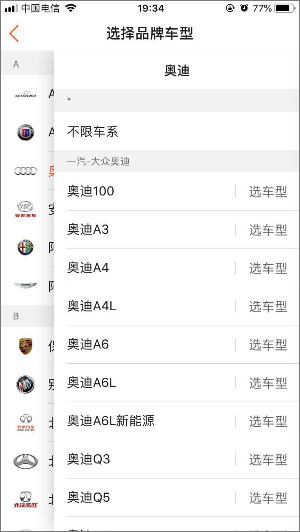 中国电信
19:34
77%
选择品牌车型
A
A
A
安
B
奥迪
*
不限车系
一汽-大众奥迪
奥迪100 选车型
奥迪A3 选车型
奥迪A4 选车型
奥迪A4L 选车型
奥迪A6 选车型
奥迪A6L 选车型
奥迪A6L新能源 选车型
奥迪Q3 选车型
奥迪Q5 选车型